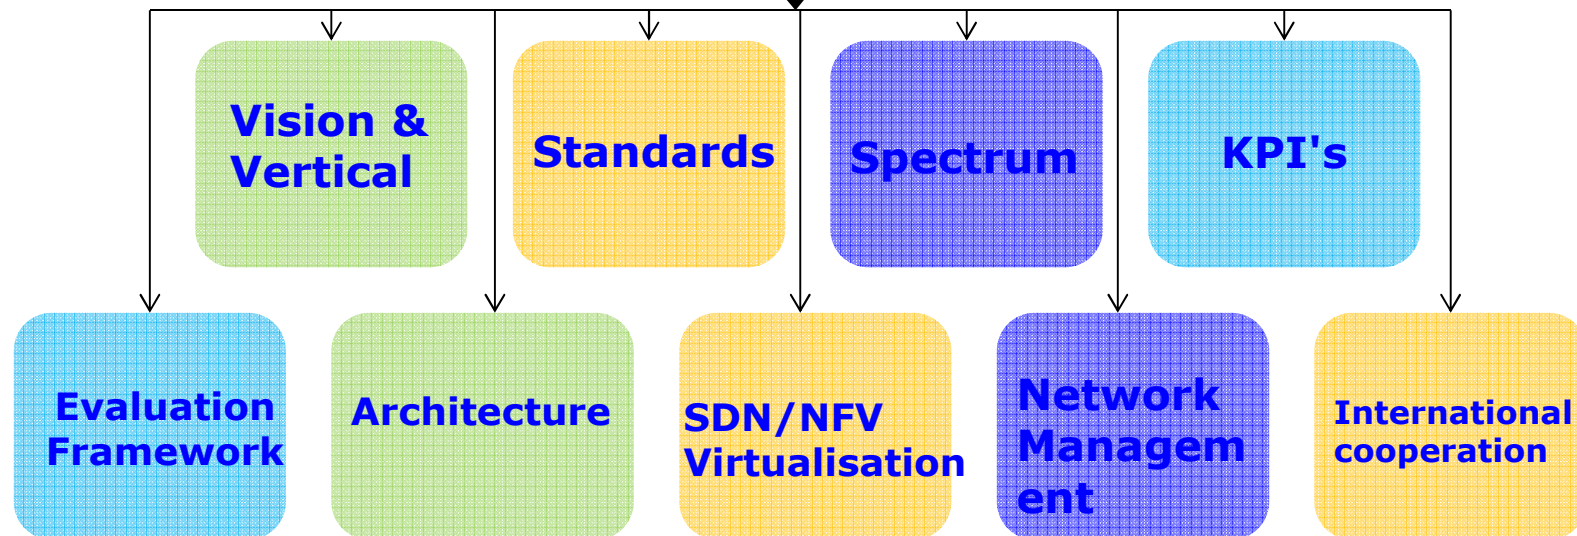 Vision &
Vertical
Standards
Spectrum
KPI's
Evaluation
Framework
Architecture
SDN/NFV
Virtualisation
Network
Managem
ent
International
cooperation